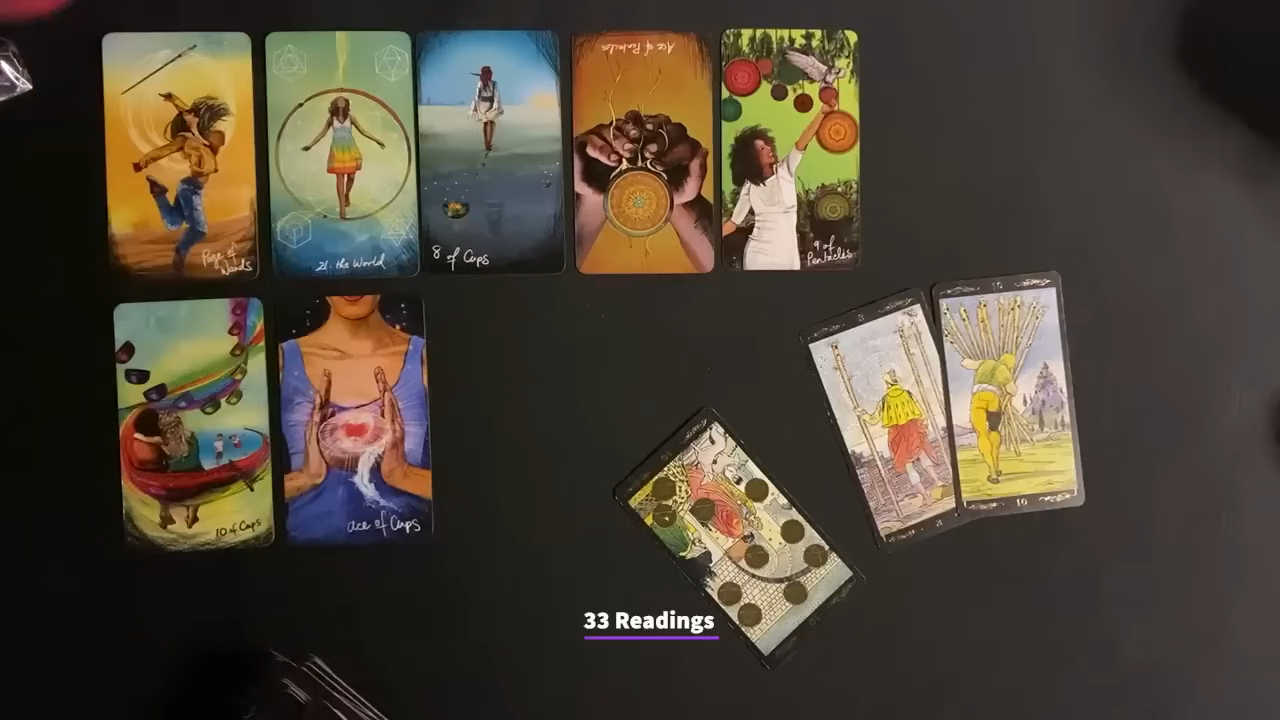 Ace of Pentacles
Page of
Wands
21 the World
8 of Cups
9 of
Pentacles
10 of Cups
ace of Cups
10
33 Readings